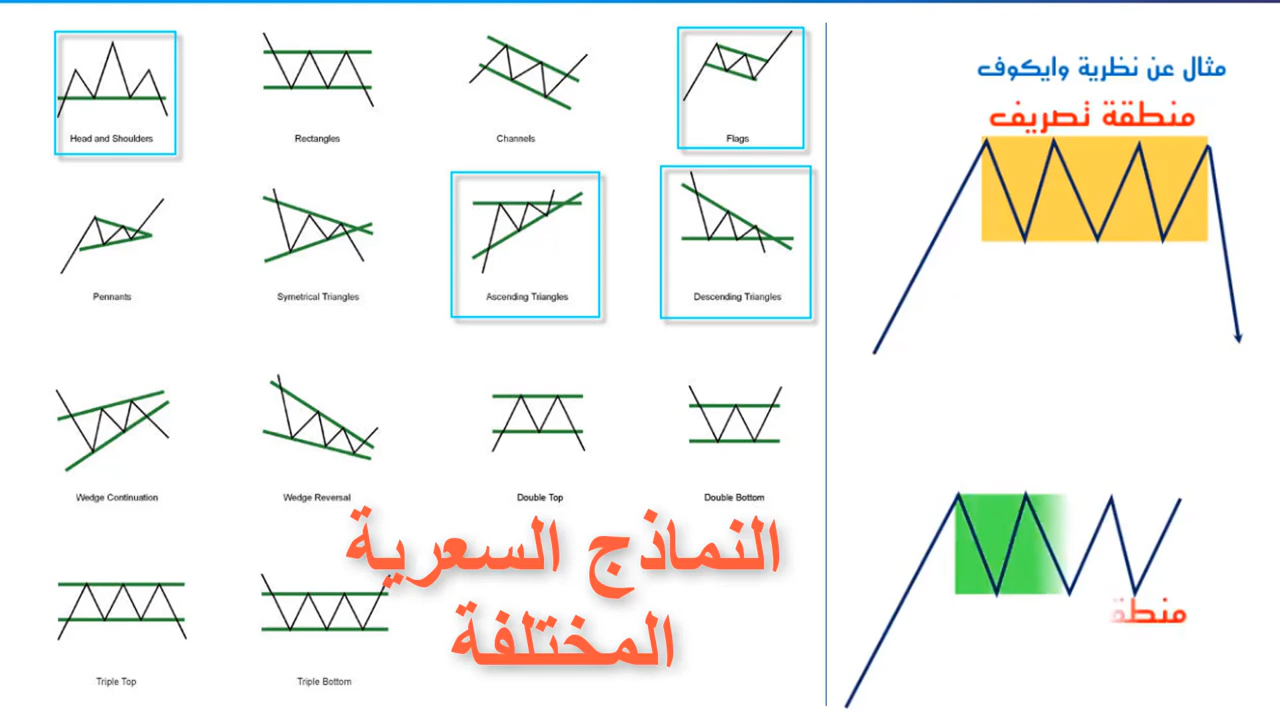 Head and Shoulders
Rectangles
Channels
Flags
Pennants
Symetrical Triangles
Ascending Triangles
Descending Triangles
Wedge Continuation
Wedge Reversal
Double Top
Double Bottom
Triple Top
Triple Bottom
النماذج السعرية
المختلفة
مثال عن نظرية وايكوف
منطقة تصريف